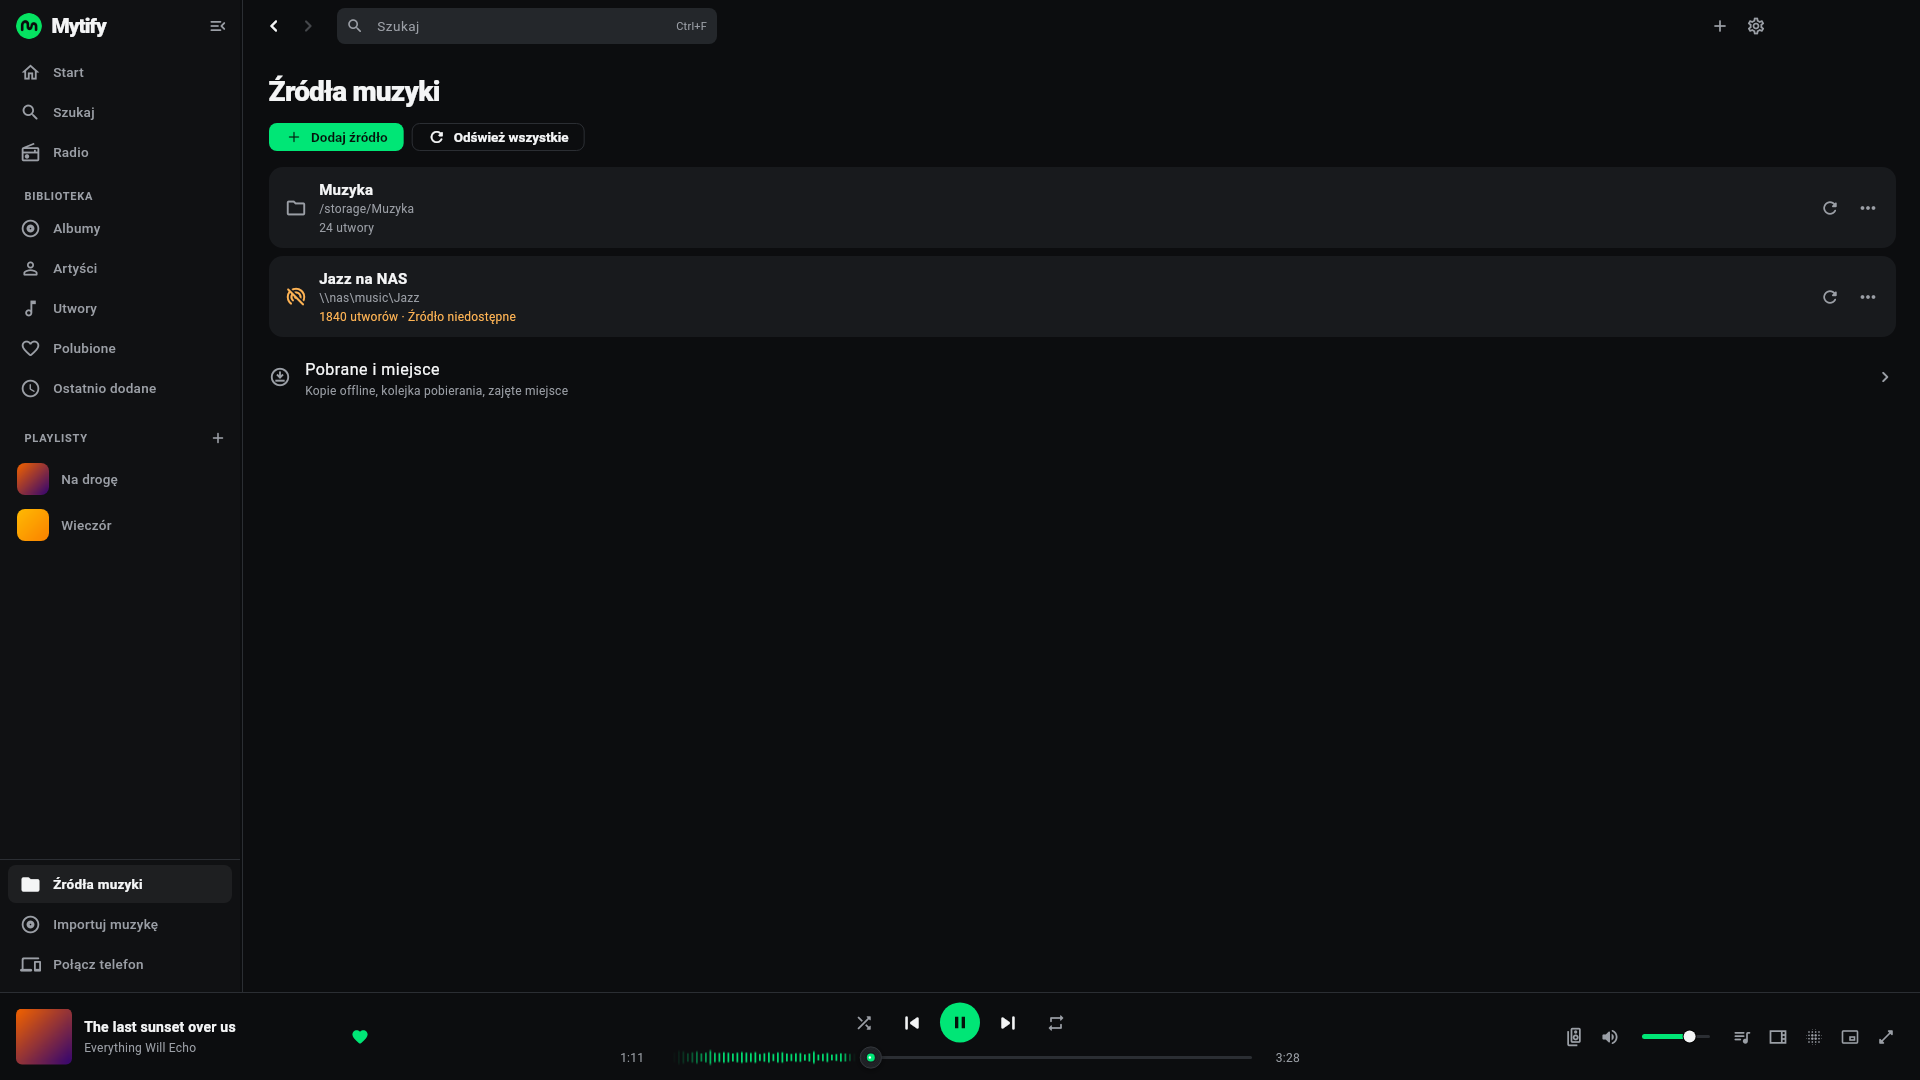 Mytify
Szukaj
Ctrl+F
Start
Szukaj
Radio
BIBLIOTEKA
Albumy
Artyści
Utwory
Polubione
Ostatnio dodane
PLAYLISTY
Na drogę
Wieczór
Źródła muzyki
Importuj muzykę
Połącz telefon
Źródła muzyki
Dodaj źródło
Odśwież wszystkie
Muzyka
/storage/Muzyka
24 utwory
Jazz na NAS
\\nas\music\Jazz
1840 utworów · Źródło niedostępne
Pobrane i miejsce
Kopie offline, kolejka pobierania, zajęte miejsce
The last sunset over us
Everything Will Echo
1:11
3:28